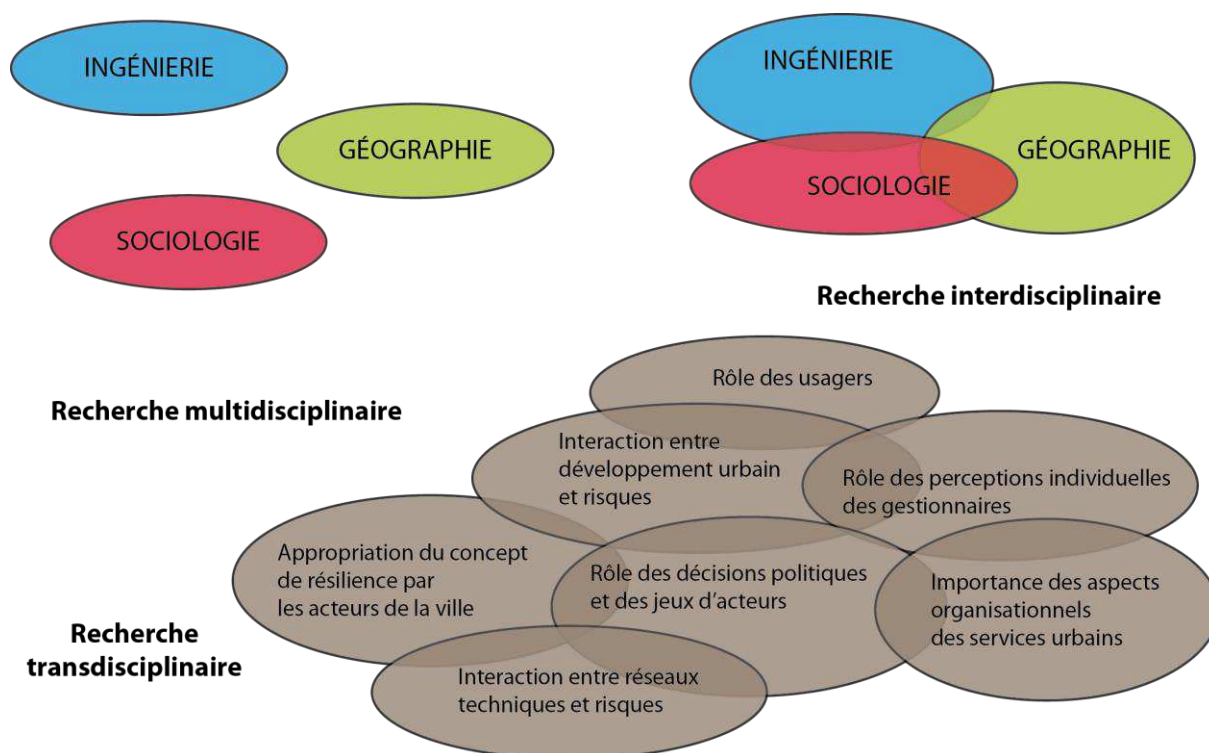 INGÉNIERIE
GÉOGRAPHIE
SOCIOLOGIE
Recherche multidisciplinaire
INGÉNIERIE
GÉOGRAPHIE
SOCIOLOGIE
Recherche interdisciplinaire
Rôle des usagers
Interaction entre
développement urbain
et risques
Rôle des perceptions individuelles
des gestionnaires
Appropriation du concept
de résilience par
les acteurs de la ville
Rôle des décisions politiques
et des jeux d'acteurs
Importance des aspects
organisationnels
des services urbains
Interaction entre réseaux
techniques et risques
Recherche
transdisciplinaire